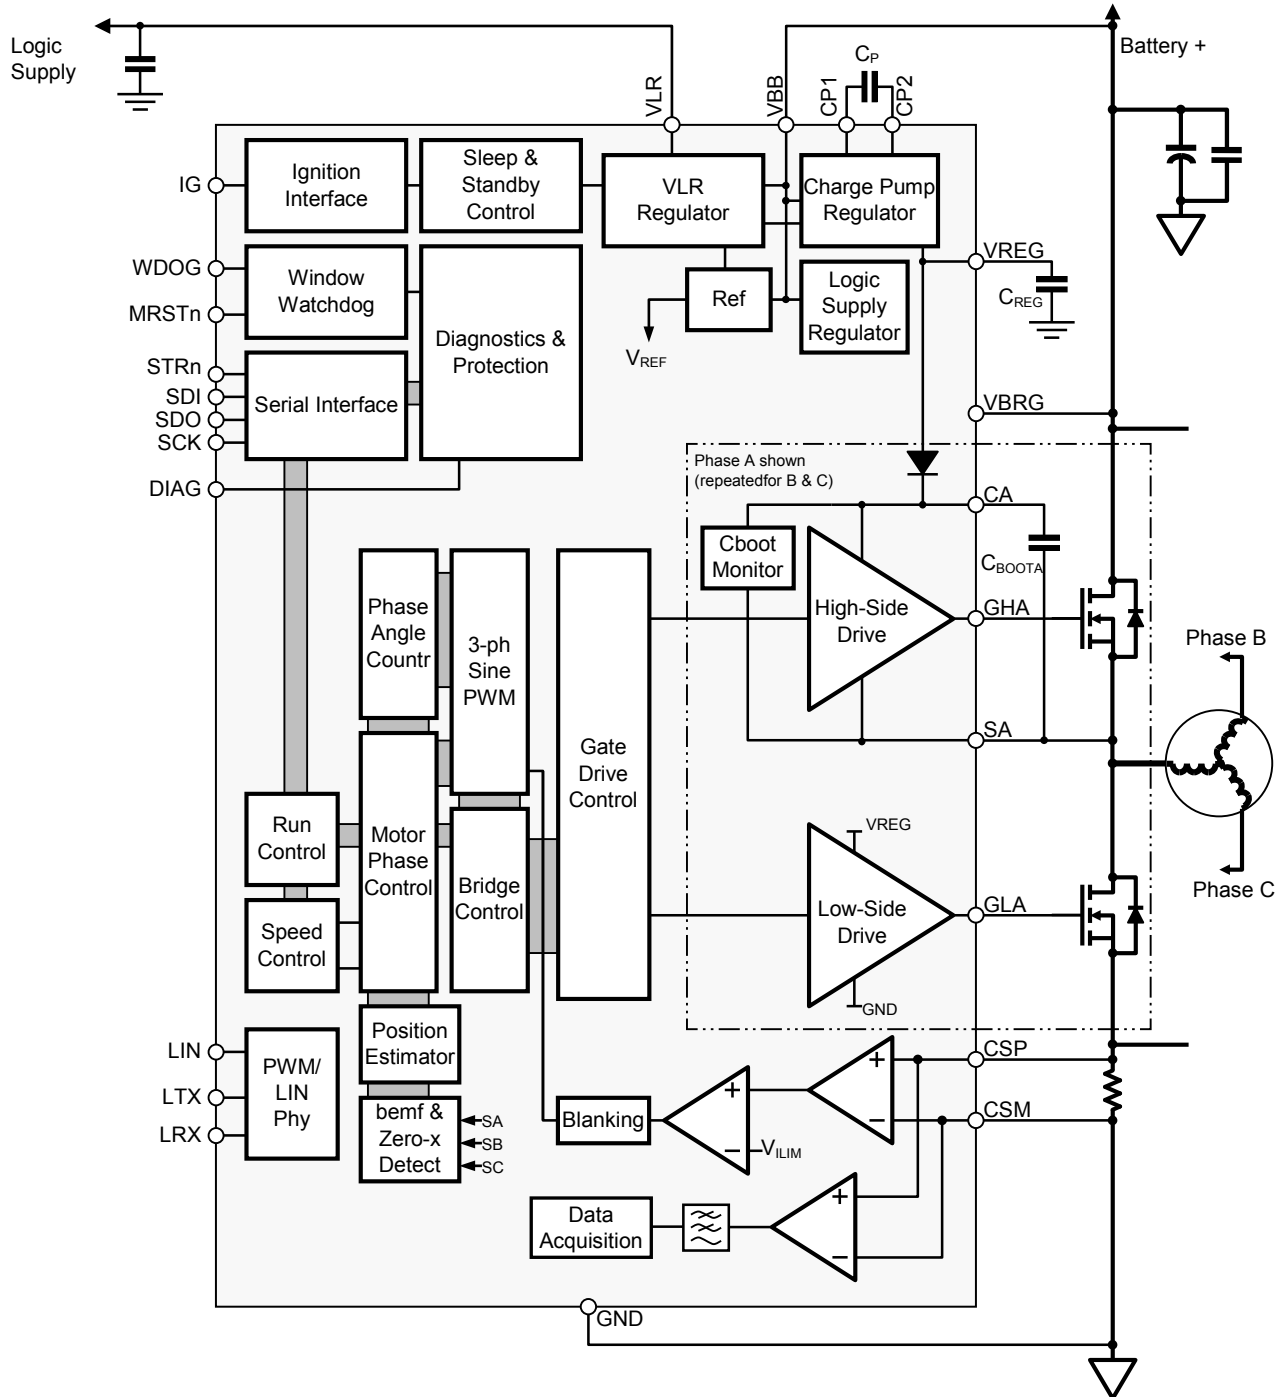 Logic
Supply
Battery +
VLR
VBB
CP1
CP
CP2
IG
Ignition
Interface
Sleep &
Standby
Control
VLR
Regulator
Charge Pump
Regulator
WDOG
MRSTn
Window
Watchdog
Diagnostics &
Protection
Ref
VREF
Logic
Supply
Regulator
VREG
CREG
STRn
SDI
SDO
SCK
Serial Interface
DIAG
VBRG
Phase A shown
(repeatedfor B & C)
CA
Cboot
Monitor
CBOOTA
High-Side
Drive
GHA
SA
Phase B
Phase C
Phase
Angle
Countr
3-ph
Sine
PWM
Gate
Drive
Control
Run
Control
Motor
Phase
Control
Bridge
Control
Speed
Control
VREG
Low-Side
Drive
GLA
GND
Position
Estimator
LIN
LTX
LRX
PWM/
LIN
Phy
bemf &
Zero-x
Detect
SA
SB
SC
Blanking
+
−
VILIM
+
−
CSP
CSM
Data
Acquisition
+
−
GND